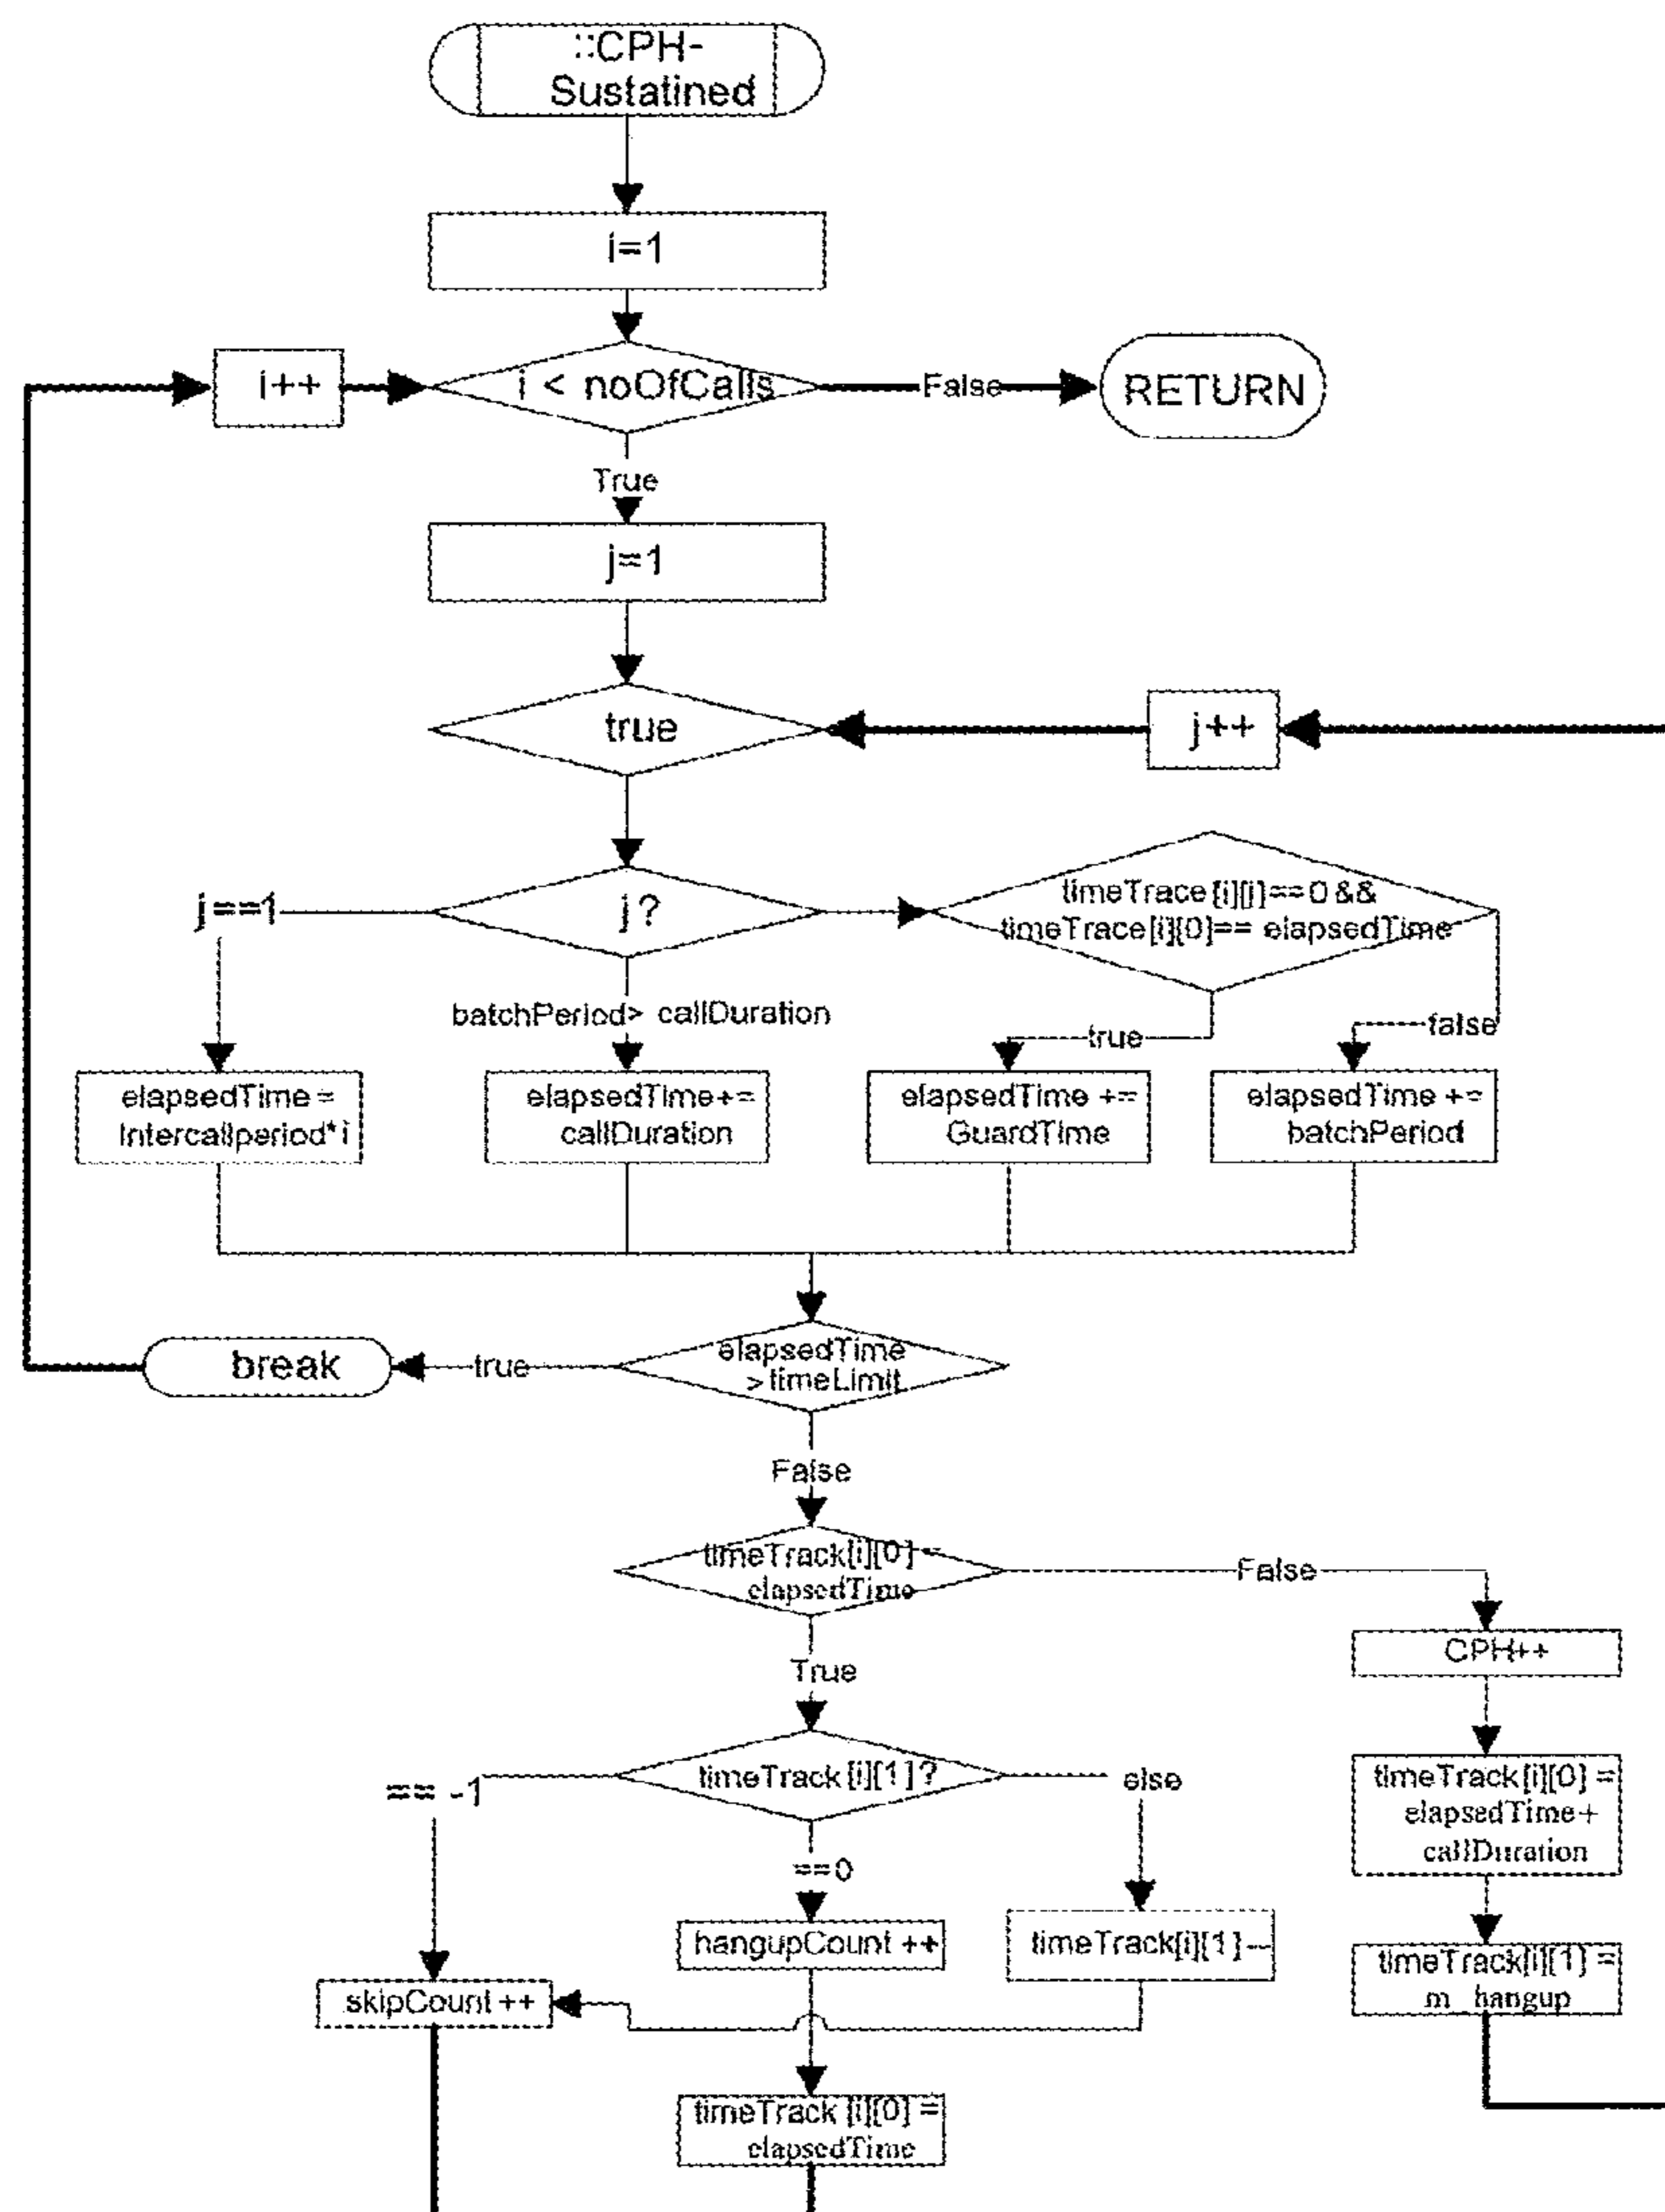 ::CPH-
Sustatined
i=1
i++
i < noOfCalls
False
RETURN
True
j=1
true
j++
j==1
j?
timeTrace[i][j]==0 &&
timeTrace[i][0]== elapsedTime
batchPeriod> callDuration
true
false
elapsedTime =
Intercallperiod*i
elapsedTime+=
callDuration
elapsedTime +=
GuardTime
elapsedTime +=
batchPeriod
break
true
elapsedTime
>timeLimit
False
timeTrack[i][0]
elapsedTime
False
CPH++
True
timeTrack[i][1]?
== -1
else
timeTrack[i][0] =
elapsedTime+
callDuration
==0
hangupCount ++
timeTrack[i][1]--
timeTrack[i][1] =
m_hangup
skipCount ++
timeTrack [i][0] =
elapsedTime